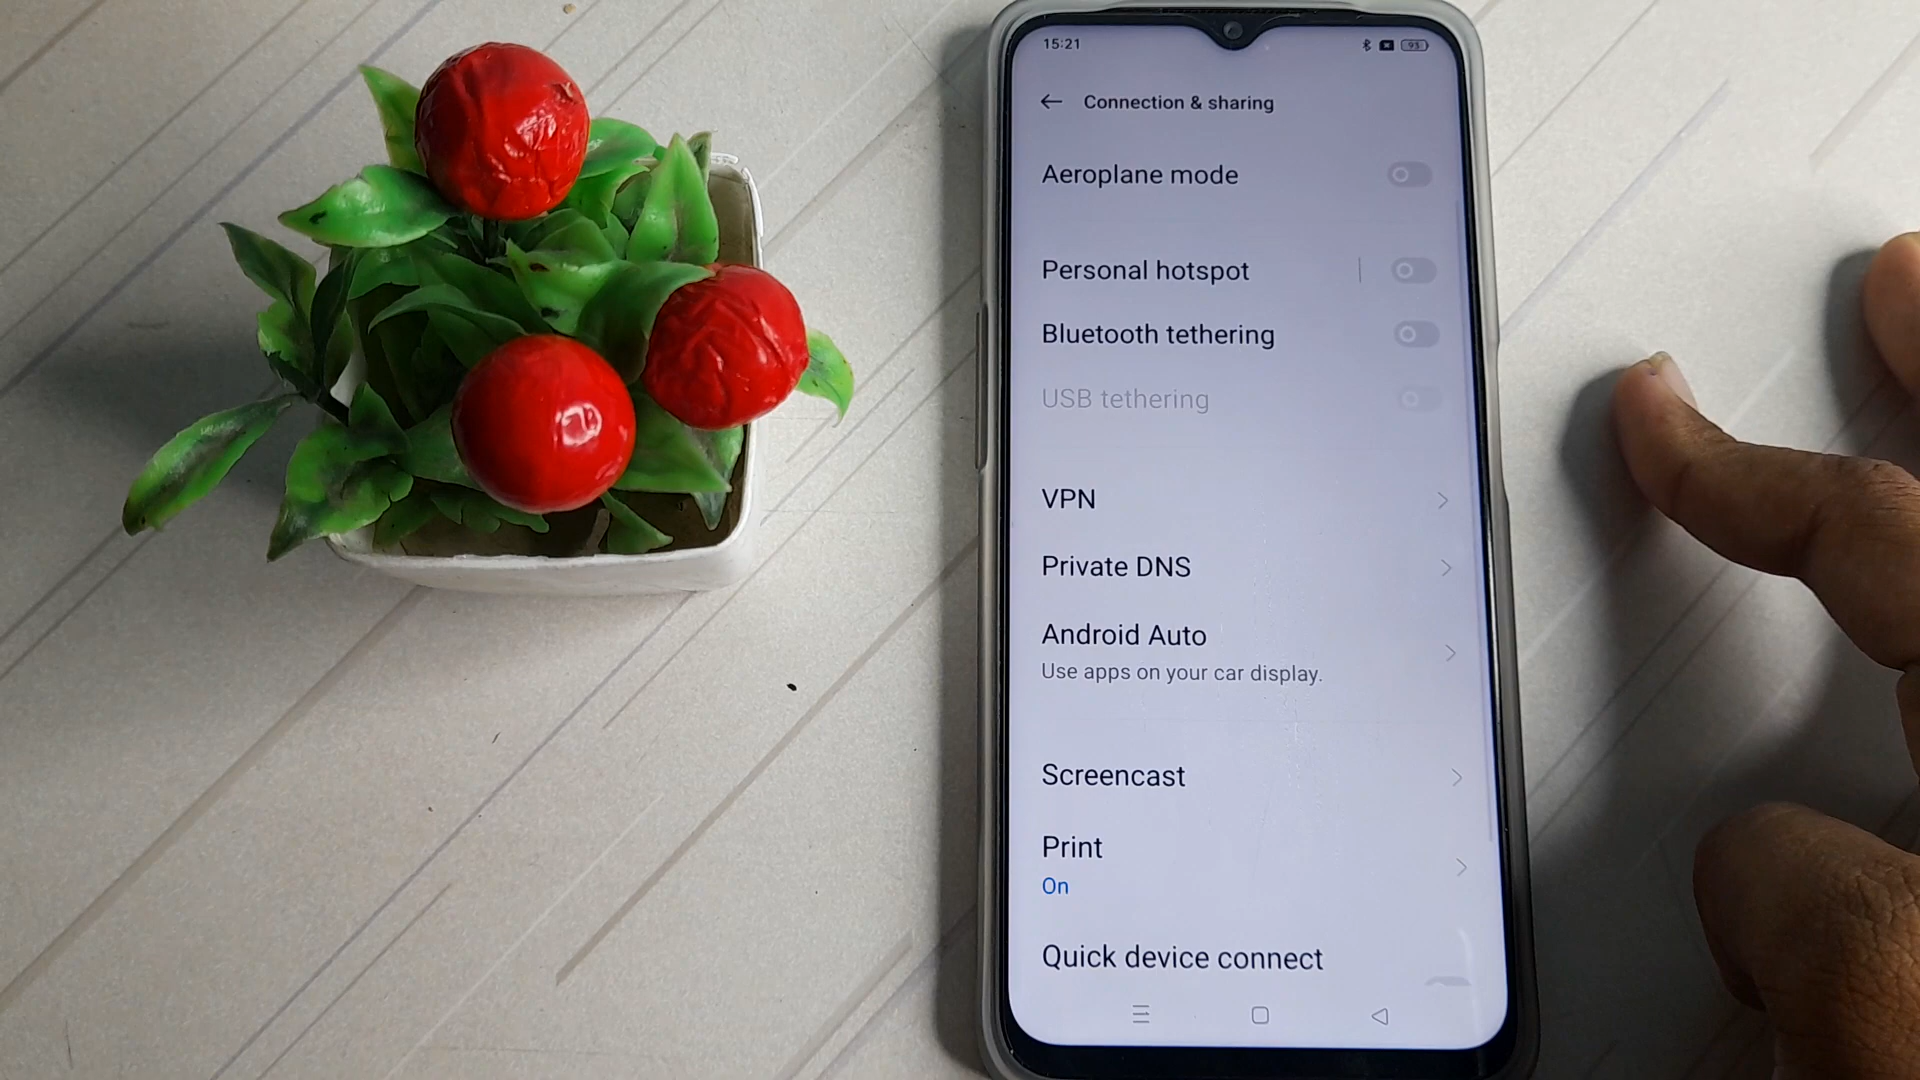 15:21
93
Connection & sharing
Aeroplane mode
Personal hotspot
Bluetooth tethering
USB tethering
VPN
Private DNS
Android Auto
Use apps on your car display.
Screencast
Print
On
Quick device connect